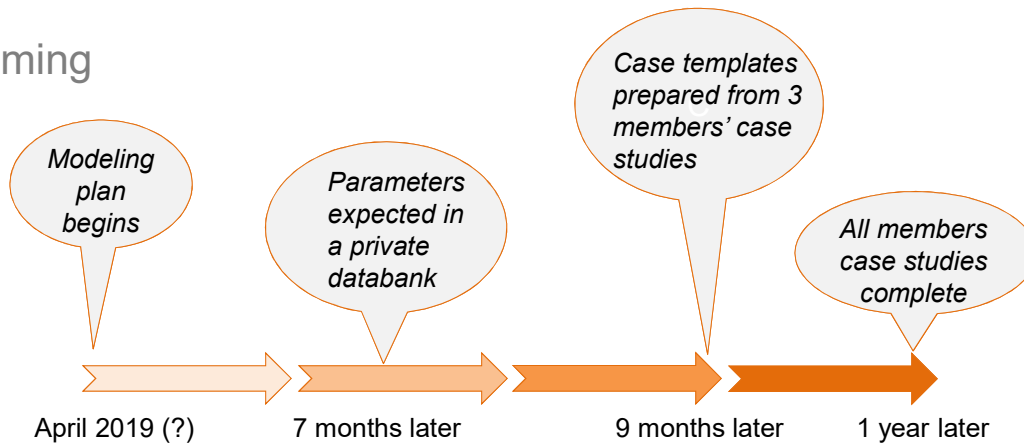 ming
Modeling
plan
begins
Parameters
expected in
a private
databank
Case templates
prepared from 3
members’ case
studies
All members
case studies
complete
April 2019 (?)
7 months later
9 months later
1 year later